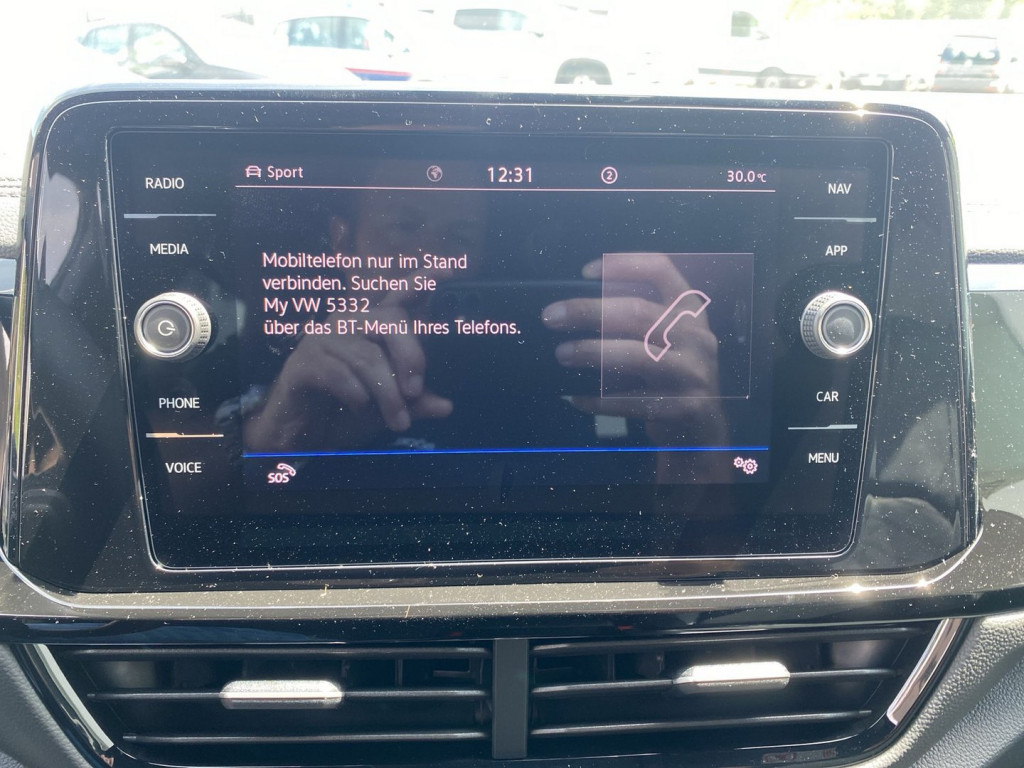 Sport 12:31 2 30.0°C
RADIO
MEDIA
PHONE
VOICE
Mobiltelefon nur im Stand
verbinden. Suchen Sie
My VW 5332
über das BT-Menü Ihres Telefons.
SOS
NAV
APP
CAR
MENU